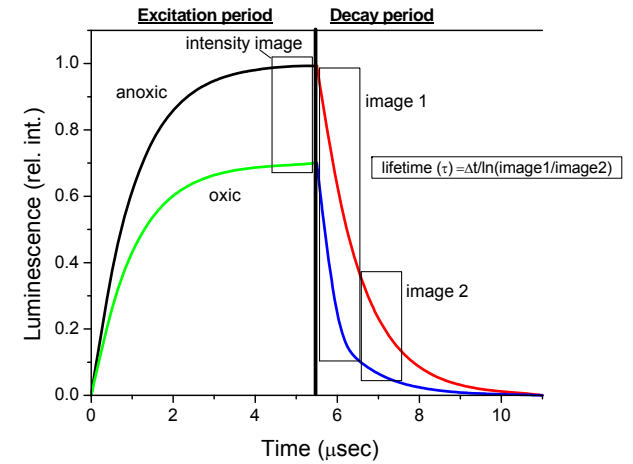 Excitation period Decay period
intensity image
anoxic
oxic
image 1
lifetime (τ) =Δt/ln(image1/image2)
image 2
Luminescence (rel. int.)
1.0
0.8
0.6
0.4
0.2
0.0
0 2 4 6 8 10
Time (μsec)